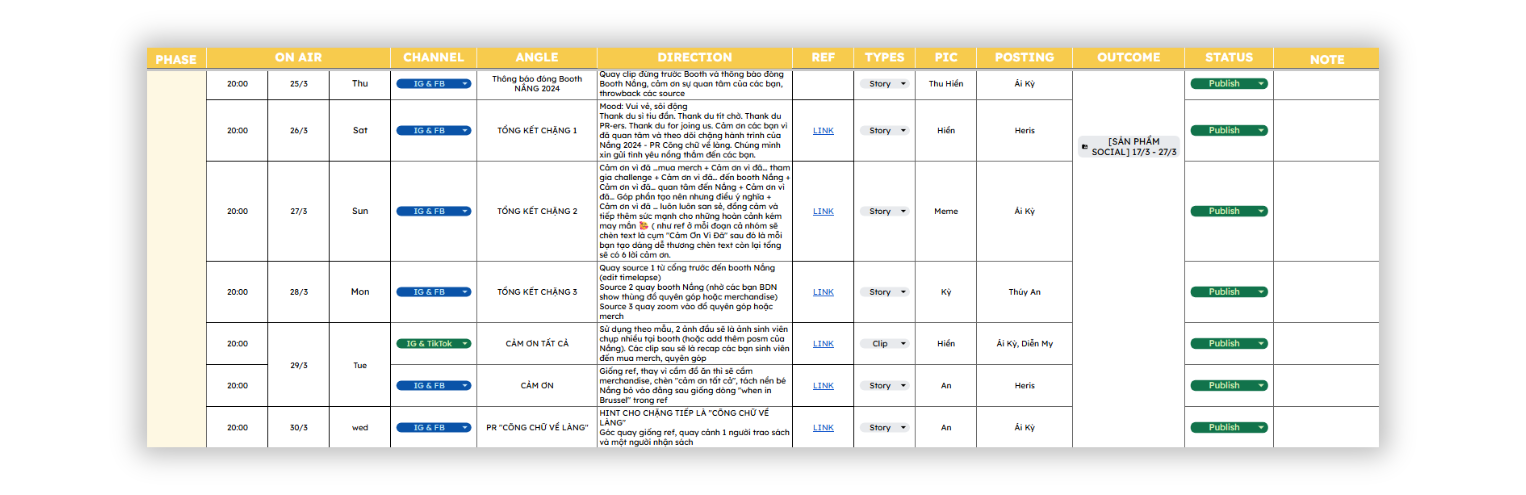 PHASE ON AIR CHANNEL ANGLE DIRECTION REF TYPES PIC POSTING OUTCOME STATUS NOTE
20:00 25/3 Thu IG & FB
Thông báo đóng Booth
NẮNG 2024
Quay clip đứng trước Booth và thông báo đóng
Booth Nắng, cảm ơn sự quan tâm của các bạn,
throwback các source
Story Thu Hiền Ái Kỳ Publish
20:00 26/3 Sat IG & FB TỔNG KẾT CHẶNG 1
Mood: Vui vẻ, sôi động
Thank du si tiu đần. Thank du tít chờ. Thank du
PR-ers. Thank du for joing us. Cảm ơn các bạn vì
đã quan tâm và theo dõi chặng hành trình của
Nắng 2024 - PR Công chữ về làng. Chúng mình
xin gửi tình yêu nồng thắm đến các bạn.
LINK Story Hiền Heris
[SẢN PHẨM
SOCIAL] 17/3 - 27/3
Publish
20:00 27/3 Sun IG & FB TỔNG KẾT CHẶNG 2
Cảm ơn vì đã ...mua merch + Cảm ơn vì đã... tham
gia challenge + Cảm ơn vì đã... đến booth Nắng +
Cảm ơn vì đã... quan tâm đến Nắng + Cảm ơn vì
đã... Góp phần tạo nên nhưng điều ý nghĩa +
Cảm ơn vì đã ... luôn luôn san sẻ, đồng cảm và
tiếp thêm sức mạnh cho những hoàn cảnh kém
may mắn ( như ref ở mỗi đoạn cả nhóm sẽ
chèn text là cụm "Cảm Ơn Vì Đã" sau đó là mỗi
bạn tạo dáng dễ thương chèn text còn lại tổng
sẽ có 6 lời cảm ơn.
LINK Story Meme Ái Kỳ Publish
20:00 28/3 Mon IG & FB TỔNG KẾT CHẶNG 3
Quay source 1 từ cổng trước đến booth Nắng
(edit timelapse)
Source 2 quay booth Nắng (nhờ các bạn BDN
show thùng đồ quyên góp hoặc merchandise)
Source 3 quay zoom vào đồ quyên góp hoặc
merch
LINK Story Kỳ Thúy An Publish
20:00 29/3 Tue IG & TikTok CẢM ƠN TẤT CẢ
Sử dụng theo mẫu, 2 ảnh đầu sẽ là ảnh sinh viên
chụp nhiều tại booth (hoặc add thêm posm của
Nắng). Các clip sau sẽ là recap các bạn sinh viên
đến mua merch, quyên góp
LINK Clip Hiền Ái Kỳ, Diễn My Publish
20:00 IG & FB CẢM ƠN
Giống ref, thay vì cầm đồ ăn thì sẽ cầm
merchandise, chèn "cảm ơn tất cả", tách nền bé
Nắng bỏ vào đằng sau giống dòng "when in
Brussel" trong ref
LINK Story An Heris Publish
20:00 30/3 wed IG & FB PR "CÕNG CHỮ VỀ LÀNG"
HINT CHO CHẶNG TIẾP LÀ "CÕNG CHỮ VỀ
LÀNG"
Góc quay giống ref, quay cảnh 1 người trao sách
và một người nhận sách
LINK Story An Ái Kỳ Publish